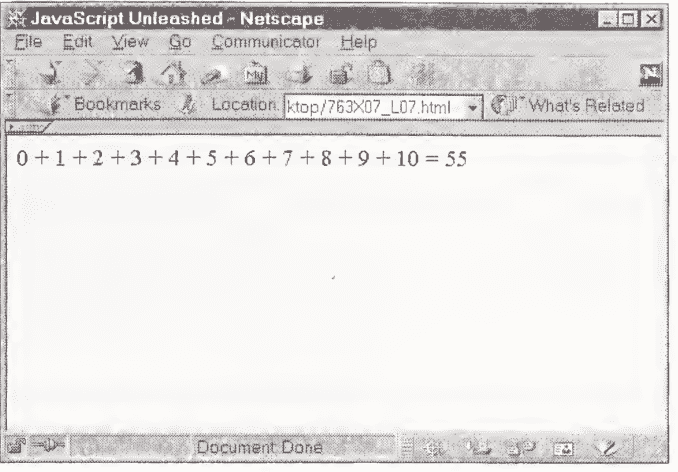 JavaScript Unleashed - Netscape
File Edit View Go Communicator Help
My N
Bookmarks Location: ktop/763X07_L07.html What's Related
0 + 1 + 2 + 3 + 4 + 5 + 6 + 7 + 8 + 9 + 10 = 55
Document Done